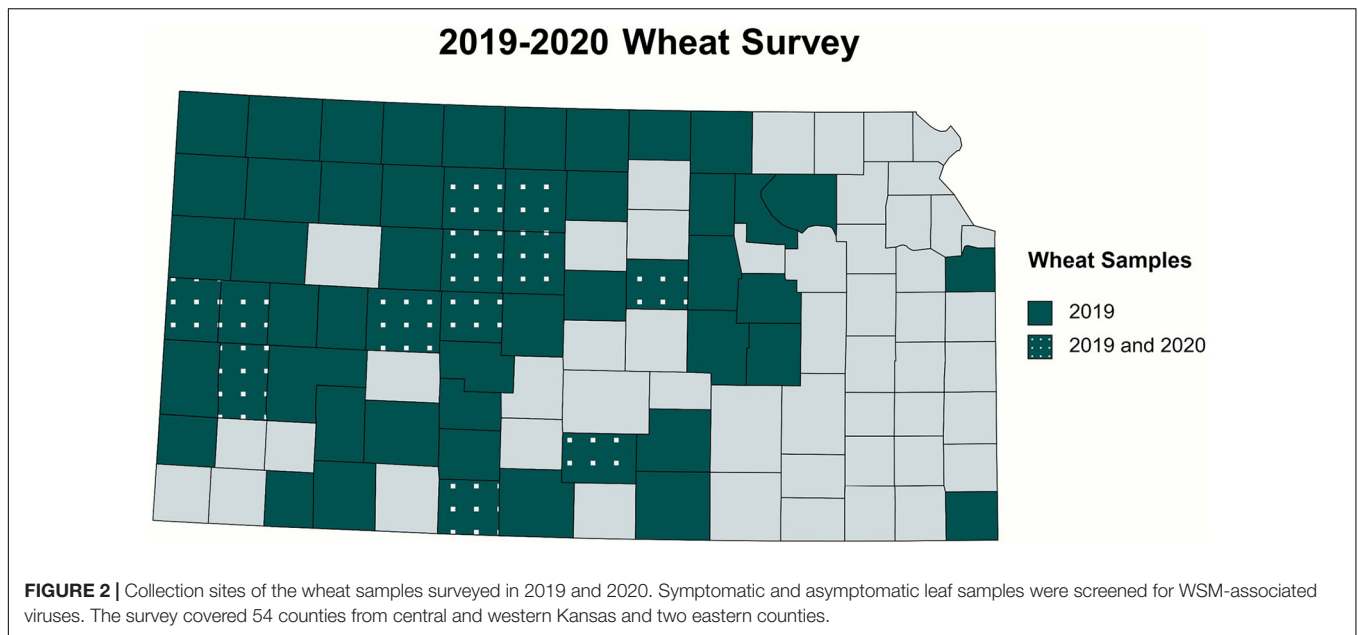 2019-2020 Wheat Survey
Wheat Samples
2019
2019 and 2020
FIGURE 2 | Collection sites of the wheat samples surveyed in 2019 and 2020. Symptomatic and asymptomatic leaf samples were screened for WSM-associated
viruses. The survey covered 54 counties from central and western Kansas and two eastern counties.